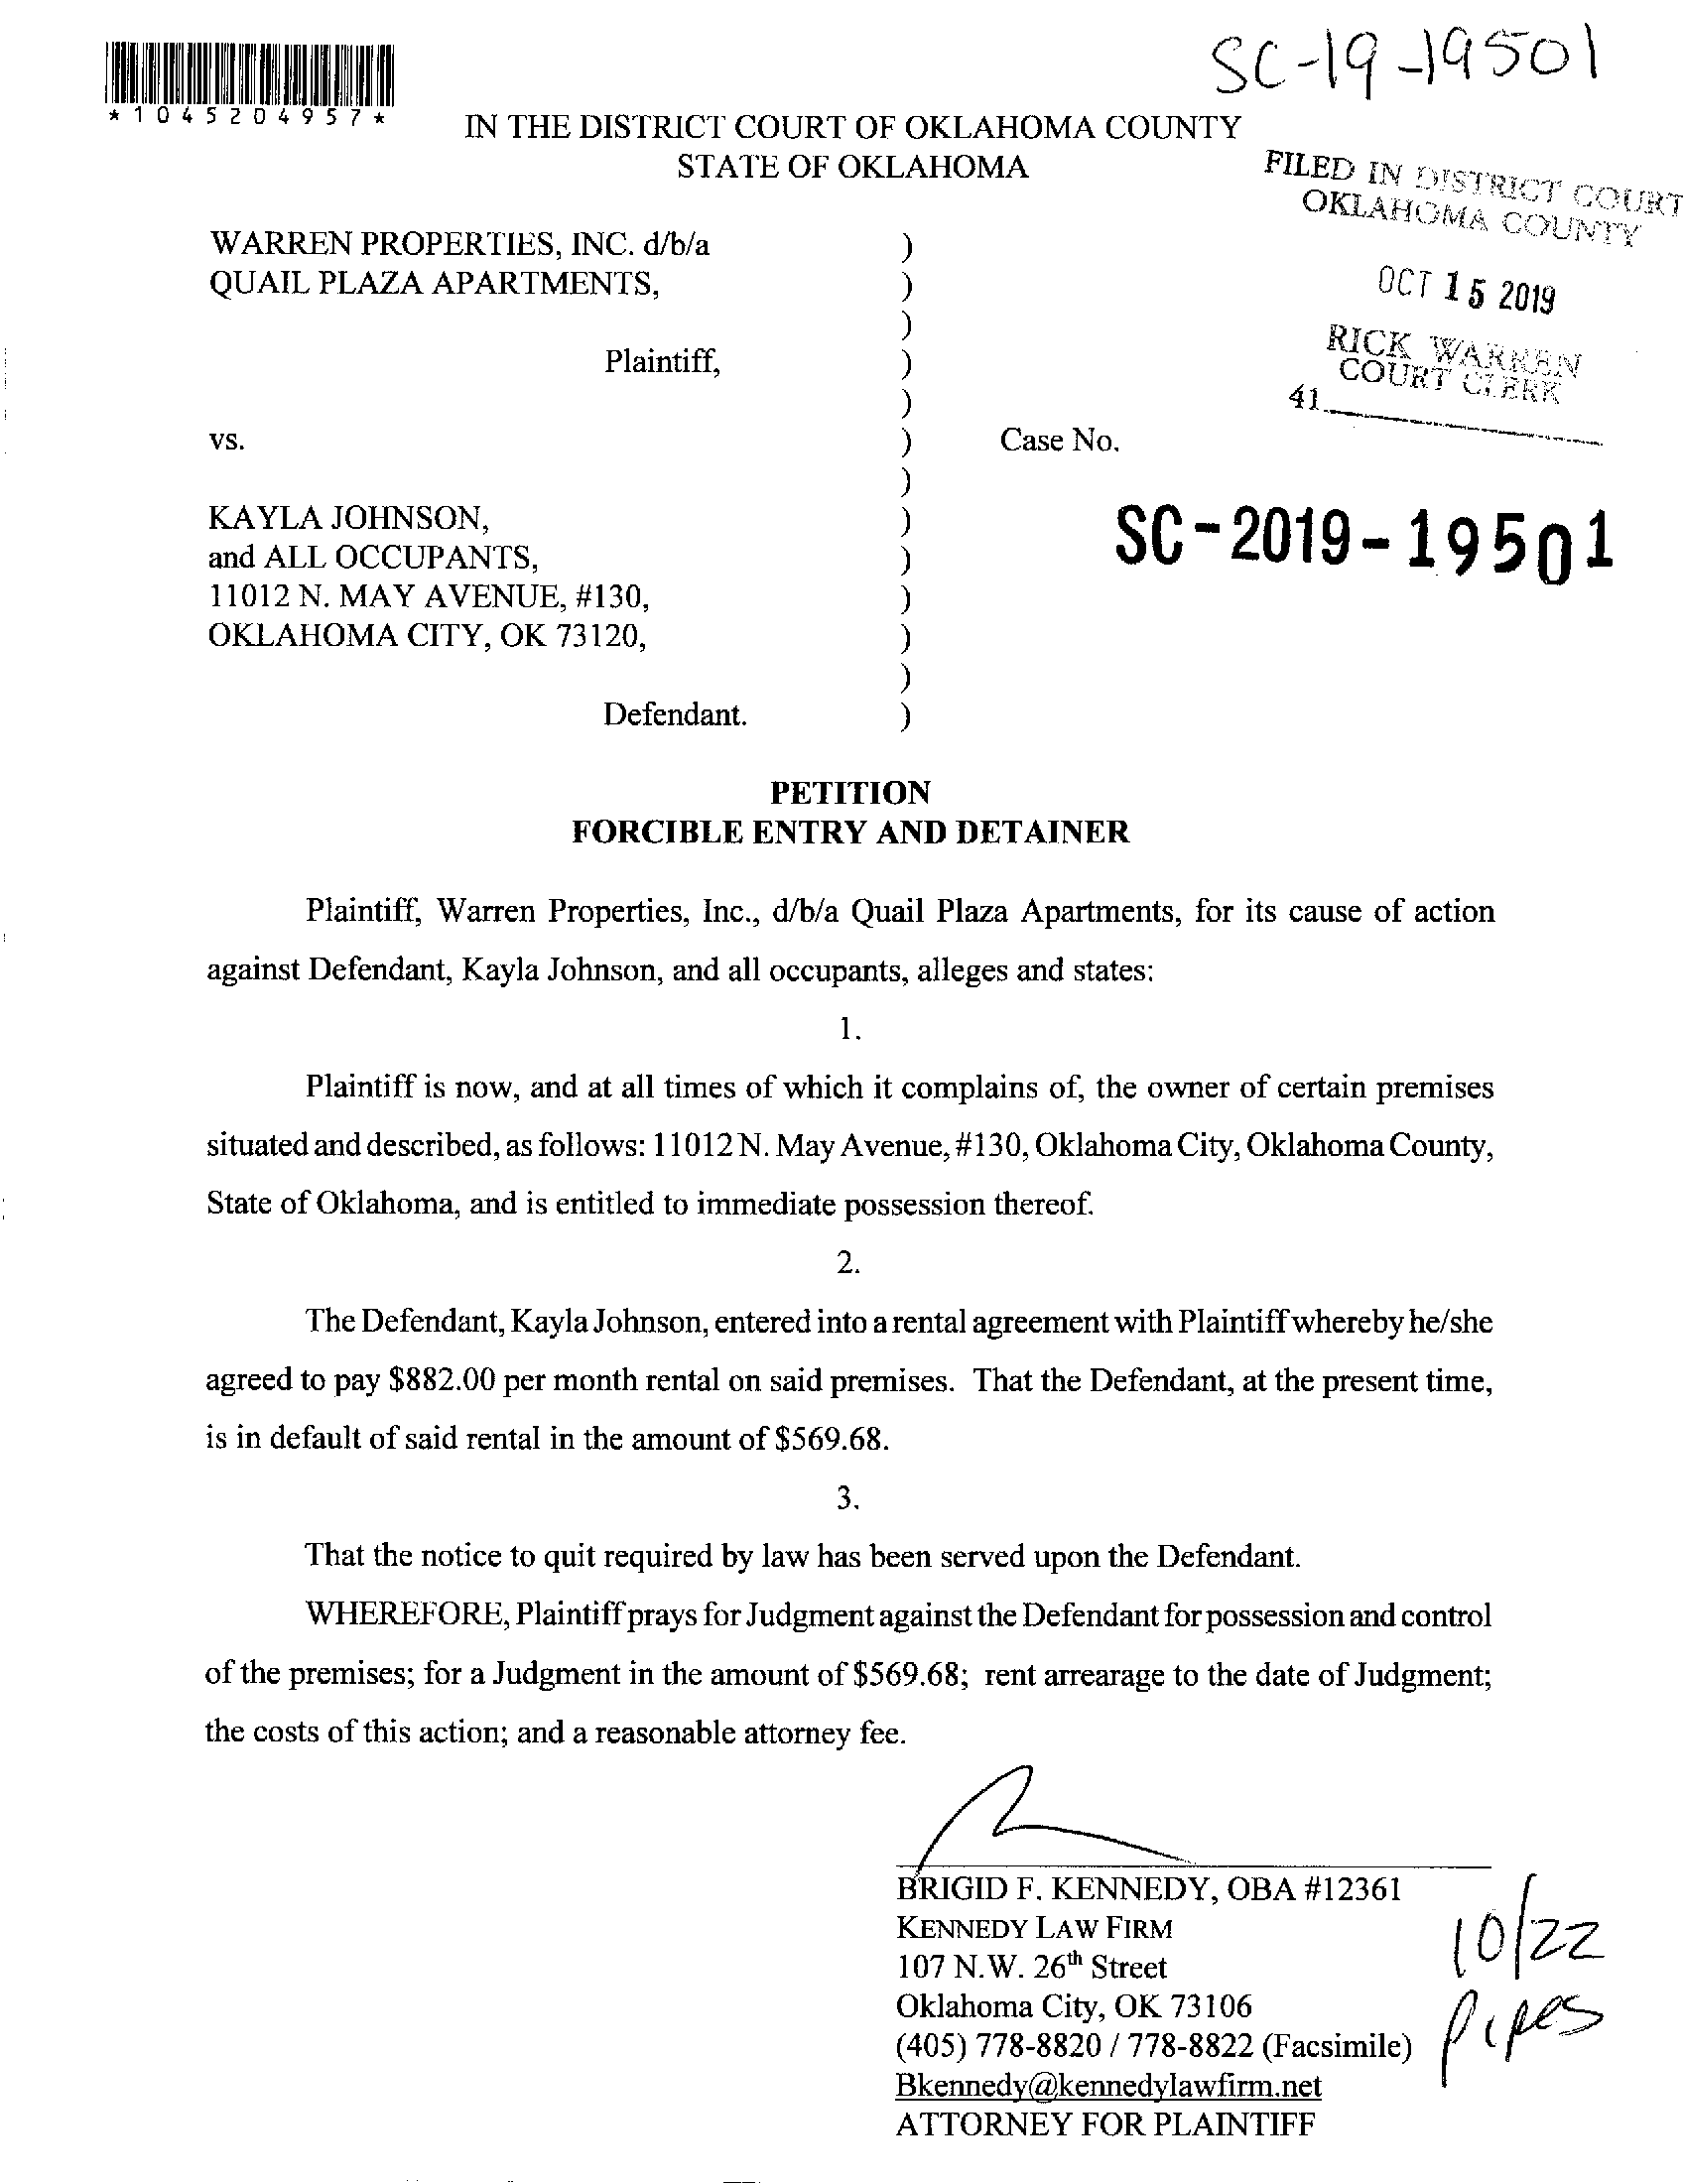 SC-19-19501
*1045204957*
IN THE DISTRICT COURT OF OKLAHOMA COUNTY
STATE OF OKLAHOMA
FILED IN DISTRICT COURT
OKLAHOMA COUNTY
OCT 15 2019
RICK WARREN
COURT CLERK
41
WARREN PROPERTIES, INC. d/b/a )
QUAIL PLAZA APARTMENTS, )
)
Plaintiff, )
)
vs. ) Case No.
)
KAYLA JOHNSON, )
SC-2019-19501
and ALL OCCUPANTS, )
11012 N. MAY AVENUE, #130, )
OKLAHOMA CITY, OK 73120, )
)
Defendant. )
PETITION
FORCIBLE ENTRY AND DETAINER
Plaintiff, Warren Properties, Inc., d/b/a Quail Plaza Apartments, for its cause of action
against Defendant, Kayla Johnson, and all occupants, alleges and states:
1.
Plaintiff is now, and at all times of which it complains of, the owner of certain premises
situated and described, as follows: 11012 N. May Avenue, #130, Oklahoma City, Oklahoma County,
State of Oklahoma, and is entitled to immediate possession thereof.
2.
The Defendant, Kayla Johnson, entered into a rental agreement with Plaintiff whereby he/she
agreed to pay $882.00 per month rental on said premises. That the Defendant, at the present time,
is in default of said rental in the amount of $569.68.
3.
That the notice to quit required by law has been served upon the Defendant.
WHEREFORE, Plaintiff prays for Judgment against the Defendant for possession and control
of the premises; for a Judgment in the amount of $569.68; rent arrearage to the date of Judgment;
the costs of this action; and a reasonable attorney fee.
BRIGID F. KENNEDY, OBA #12361
KENNEDY LAW FIRM
107 N.W. 26th Street
Oklahoma City, OK 73106
(405) 778-8820 / 778-8822 (Facsimile)
Bkennedy@kennedylawfirm.net
ATTORNEY FOR PLAINTIFF
10/22
Pipes